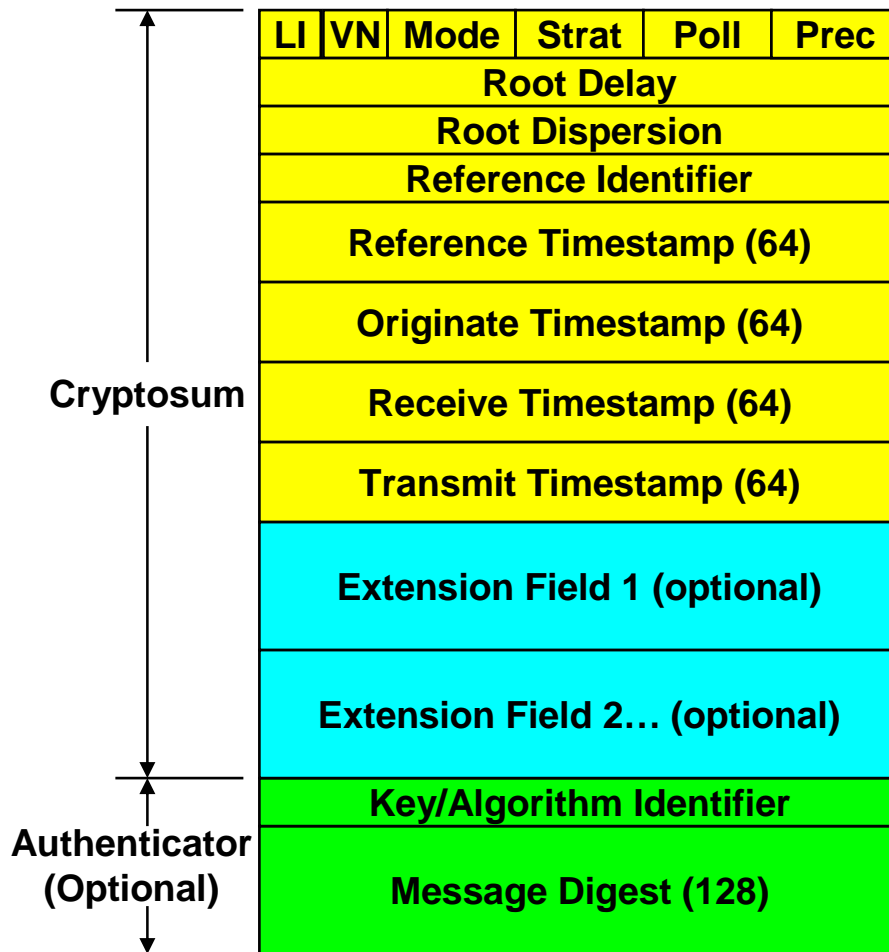 LI VN Mode Strat Poll Prec
Root Delay
Root Dispersion
Reference Identifier
Reference Timestamp (64)
Originate Timestamp (64)
Cryptosum
Receive Timestamp (64)
Transmit Timestamp (64)
Extension Field 1 (optional)
Extension Field 2… (optional)
Key/Algorithm Identifier
Authenticator
(Optional)
Message Digest (128)